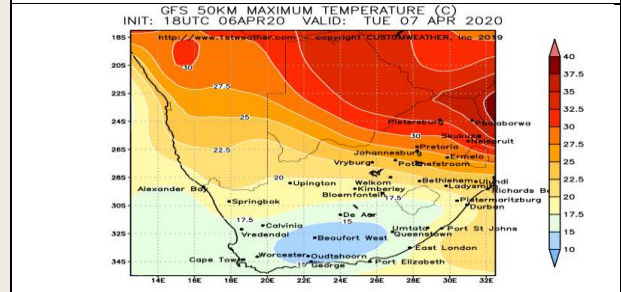 GFS 50KM MAXIMUM TEMPERATURE (C)
INIT: 18UTC 06APR20 VALID: TUE 07 APR 2020
http://www.1stweather.com - copyright CUSTOMWEATHER, Inc 2019
18S
20S
22S
24S
26S
28S
30S
32S
34S
14E 16E 18E 20E 22E 24E 26E 28E 30E 32E
40
37.5
35
32.5
30
27.5
25
22.5
20
17.5
15
10
30
27.5
25
22.5
20
17.5
15
30
17.5
15
Pietersburg
Phalaborwa
Skukuza
Nelspruit
Pretoria
Johannesburg
Ermelo
Vryburg
Potchefstroom
Alexander Bay
Upington
Welkom
Bethlehem
Ulundi
Kimberley
Ladysmith
Bloemfontein
Richards Ba
Springbok
Pietermaritzburg
Durban
De Aar
Calvinia
Vredendal
Umtata
Port St Johns
Beaufort West
Queenstown
East London
Cape Town
Worcester
Oudtshoorn
George
Port Elizabeth